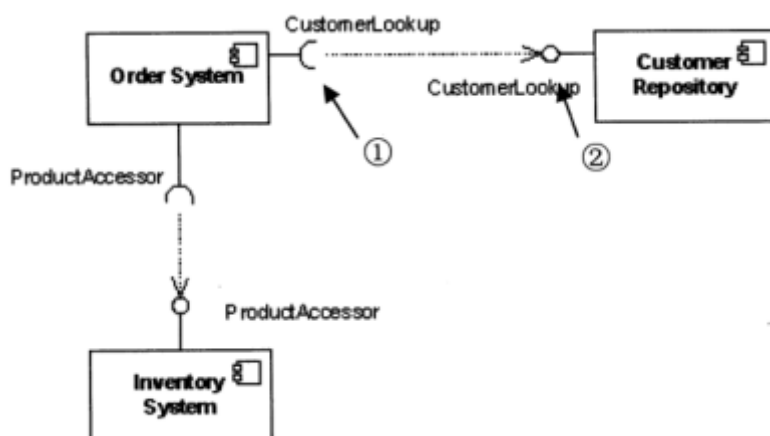 CustomerLookup
Order System
Customer
Repository
CustomerLookup
①
②
ProductAccessor
ProductAccessor
Inventory
System